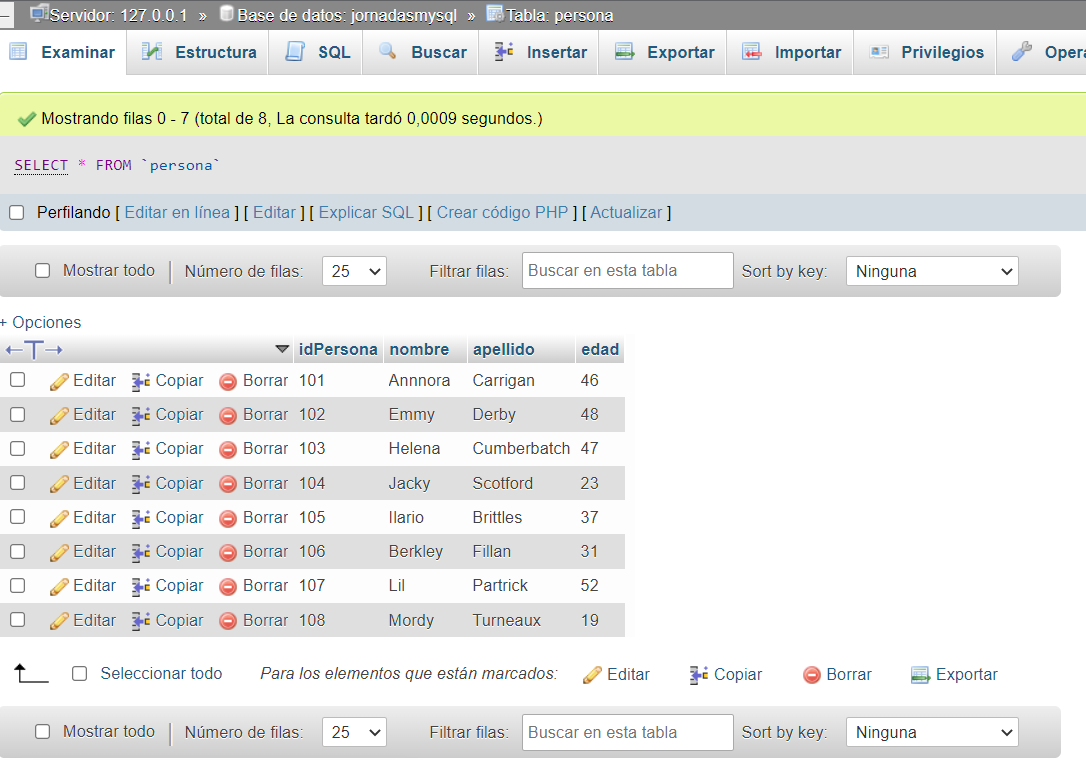 Servidor: 127.0.0.1 » Base de datos: jornadasmysql » Tabla: persona
Examinar Estructura SQL Buscar Insertar Exportar Importar Privilegios Opera
Mostrando filas 0 - 7 (total de 8, La consulta tardó 0,0009 segundos.)
SELECT * FROM `persona`
Perfilando [ Editar en línea ] [ Editar ] [ Explicar SQL ] [ Crear código PHP ] [ Actualizar ]
Mostrar todo Número de filas: 25 Filtrar filas: Buscar en esta tabla Sort by key: Ninguna
+ Opciones
←T→ idPersona nombre apellido edad
Editar Copiar Borrar 101 Annnora Carrigan 46
Editar Copiar Borrar 102 Emmy Derby 48
Editar Copiar Borrar 103 Helena Cumberbatch 47
Editar Copiar Borrar 104 Jacky Scotford 23
Editar Copiar Borrar 105 Ilario Brittles 37
Editar Copiar Borrar 106 Berkley Fillan 31
Editar Copiar Borrar 107 Lil Partrick 52
Editar Copiar Borrar 108 Mordy Turneaux 19
Seleccionar todo Para los elementos que están marcados: Editar Copiar Borrar Exportar
Mostrar todo Número de filas: 25 Filtrar filas: Buscar en esta tabla Sort by key: Ninguna